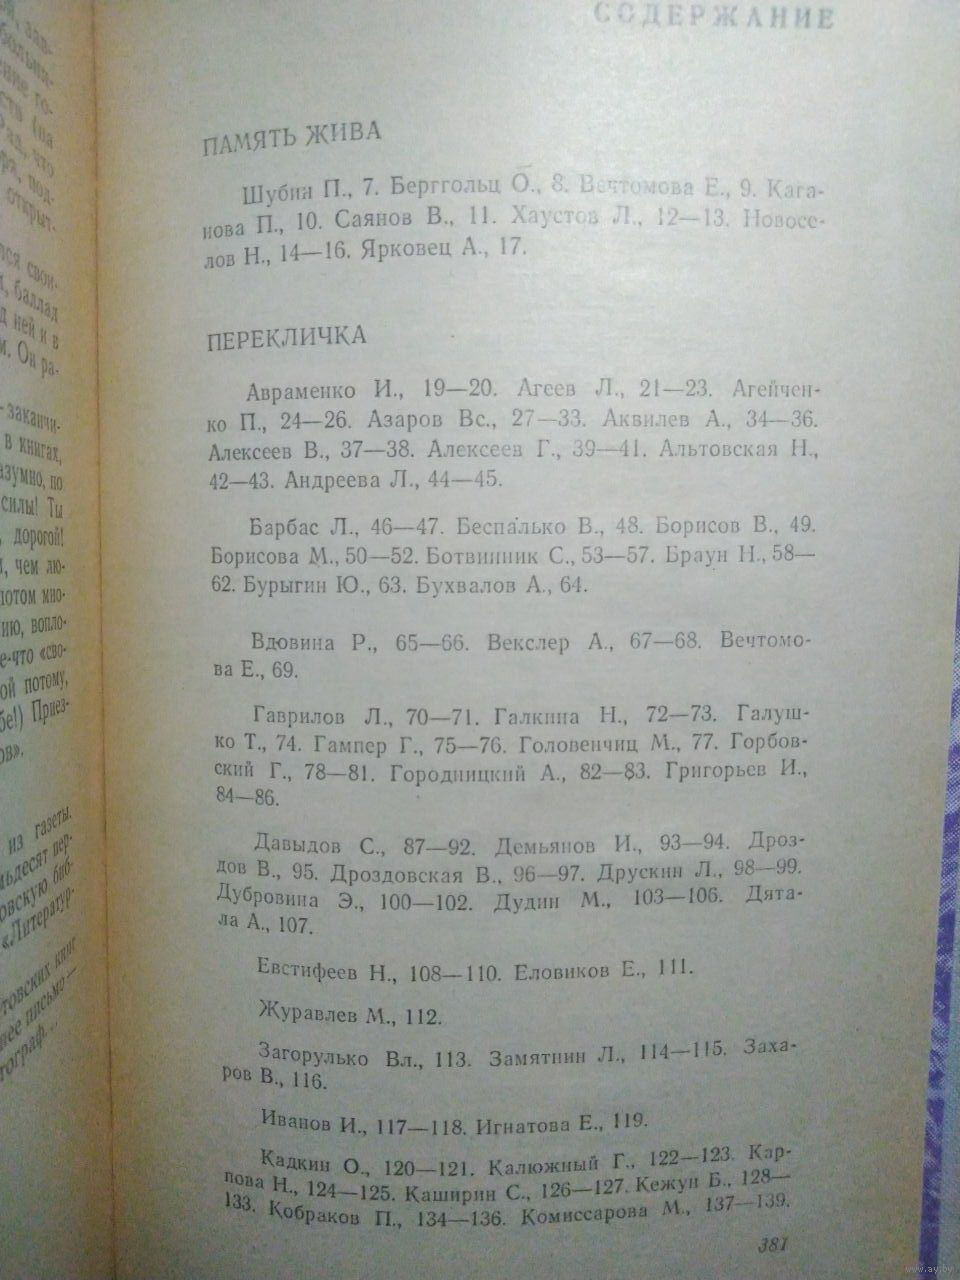 СОДЕРЖАНИЕ
ПАМЯТЬ ЖИВА
Шубин П., 7. Берггольц О., 8. Вечтомова Е., 9. Кага-
нова П., 10. Саянов В., 11. Хаустов Л., 12—13. Новосе-
лов Н., 14—16. Ярковец А., 17.
ПЕРЕКЛИЧКА
Авраменко И., 19—20. Агеев Л., 21—23. Агейчен-
ко П., 24—26. Азаров Вс., 27—33. Аквилев А., 34—36.
Алексеев В., 37—38. Алексеев Г., 39—41. Альтовская Н.,
42—43. Андреева Л., 44—45.
Барбас Л., 46—47. Беспалько В., 48. Борисов В., 49.
Борисова М., 50—52. Ботвинник С., 53—57. Браун Н., 58—
62. Бурыгин Ю., 63. Бухвалов А., 64.
Вдовина Р., 65—66. Векслер А., 67—68. Вечтомо-
ва Е., 69.
Гаврилов Л., 70—71. Галкина Н., 72—73. Галуш-
ко Т., 74. Гампер Г., 75—76. Головенчиц М., 77. Горбов-
ский Г., 78—81. Городницкий А., 82—83. Григорьев И.,
84—86.
Давыдов С., 87—92. Демьянов И., 93—94. Дроз-
дов В., 95. Дроздовская В., 96—97. Друскин Л., 98—99.
Дубровина Э., 100—102. Дудин М., 103—106. Дята-
ла А., 107.
Евстифеев Н., 108—110. Еловиков Е., 111.
Журавлев М., 112.
Загорулько Вл., 113. Замятнин Л., 114—115. Заха-
ров В., 116.
Иванов И., 117—118. Игнатова Е., 119.
Кадкин О., 120—121. Калюжный Г., 122—123. Кар-
пова Н., 124—125. Каширин С., 126—127. Кежун Б., 128—
133. Кобраков П., 134—136. Комиссарова М., 137—139.
381
www.ay.by